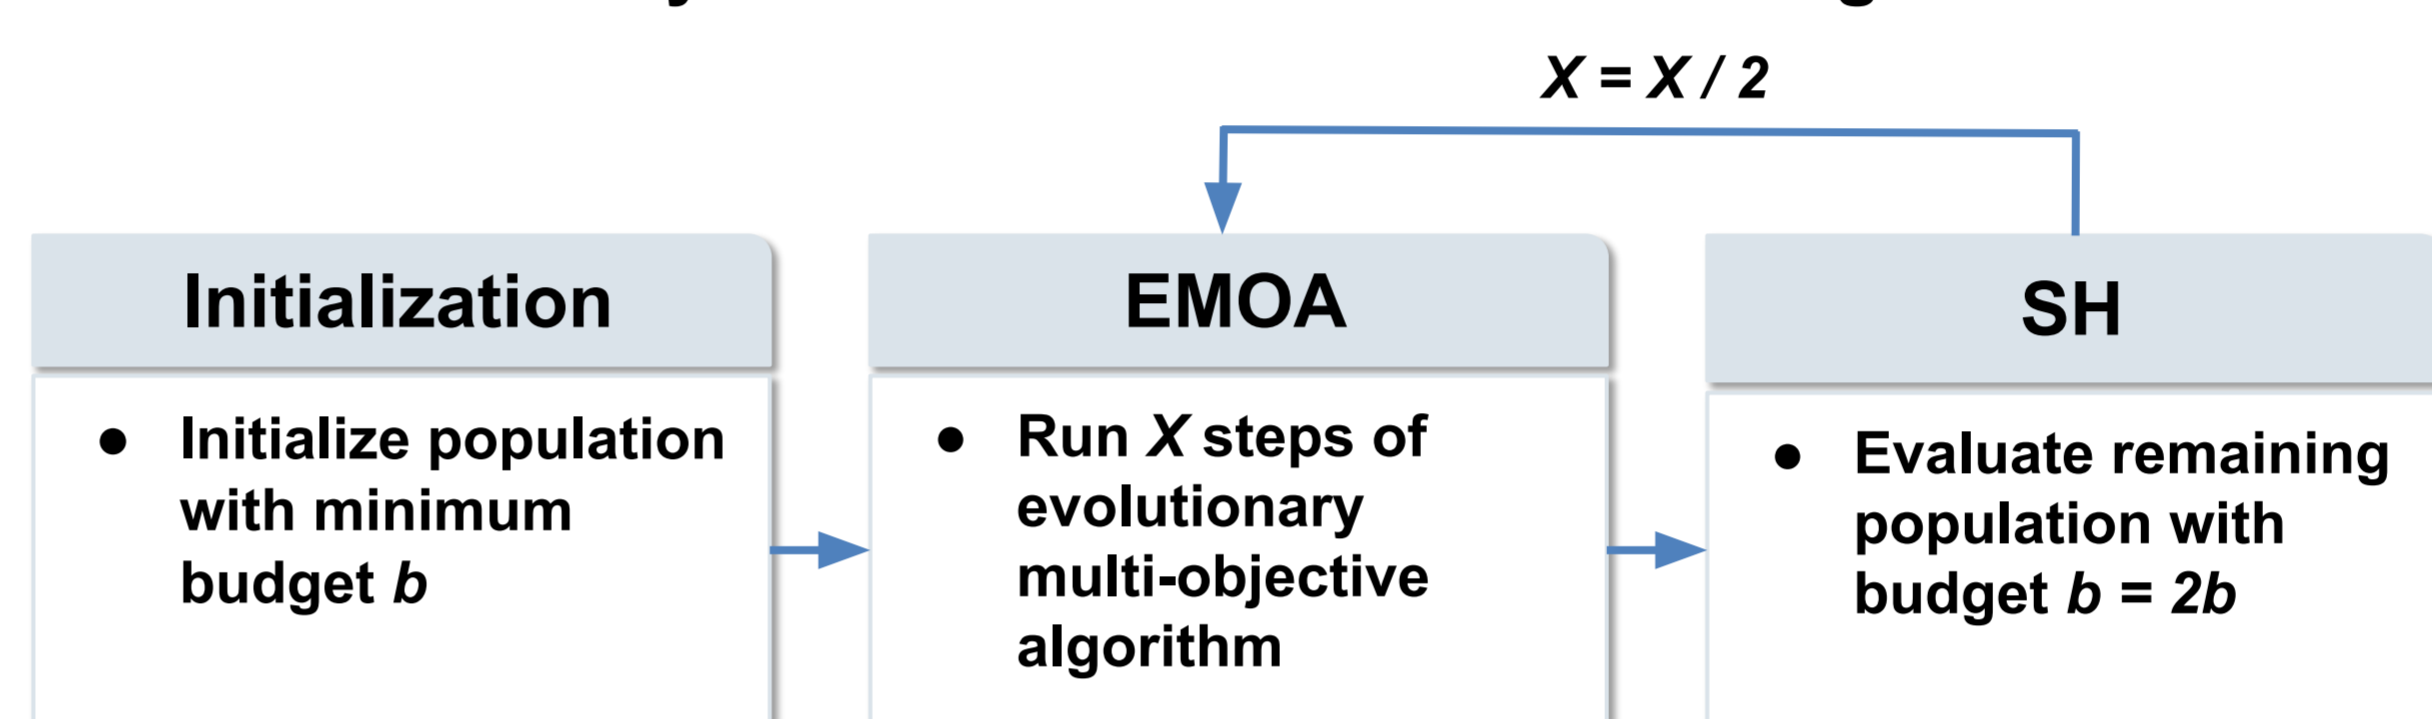 X = X / 2
Initialization
● Initialize population
with minimum
budget b
EMOA
● Run X steps of
evolutionary
multi-objective
algorithm
SH
● Evaluate remaining
population with
budget b = 2b